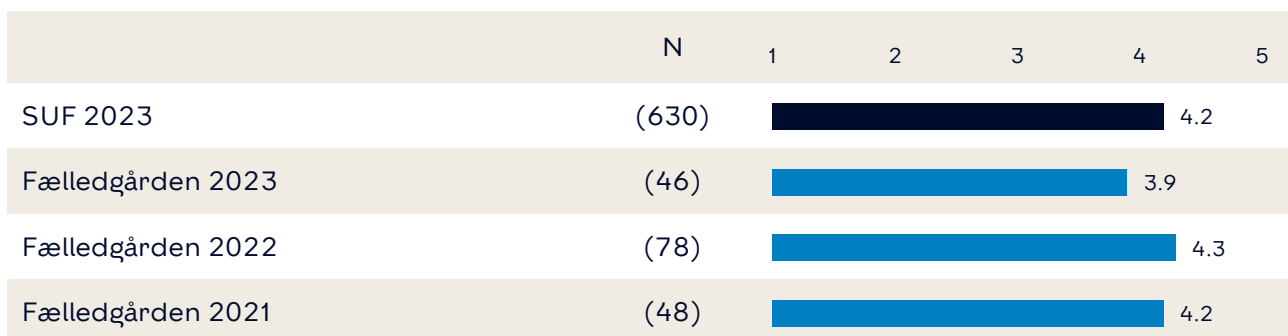 N 1 2 3 4 5
SUF 2023 (630) 4.2
Fælledgården 2023 (46) 3.9
Fælledgården 2022 (78) 4.3
Fælledgården 2021 (48) 4.2